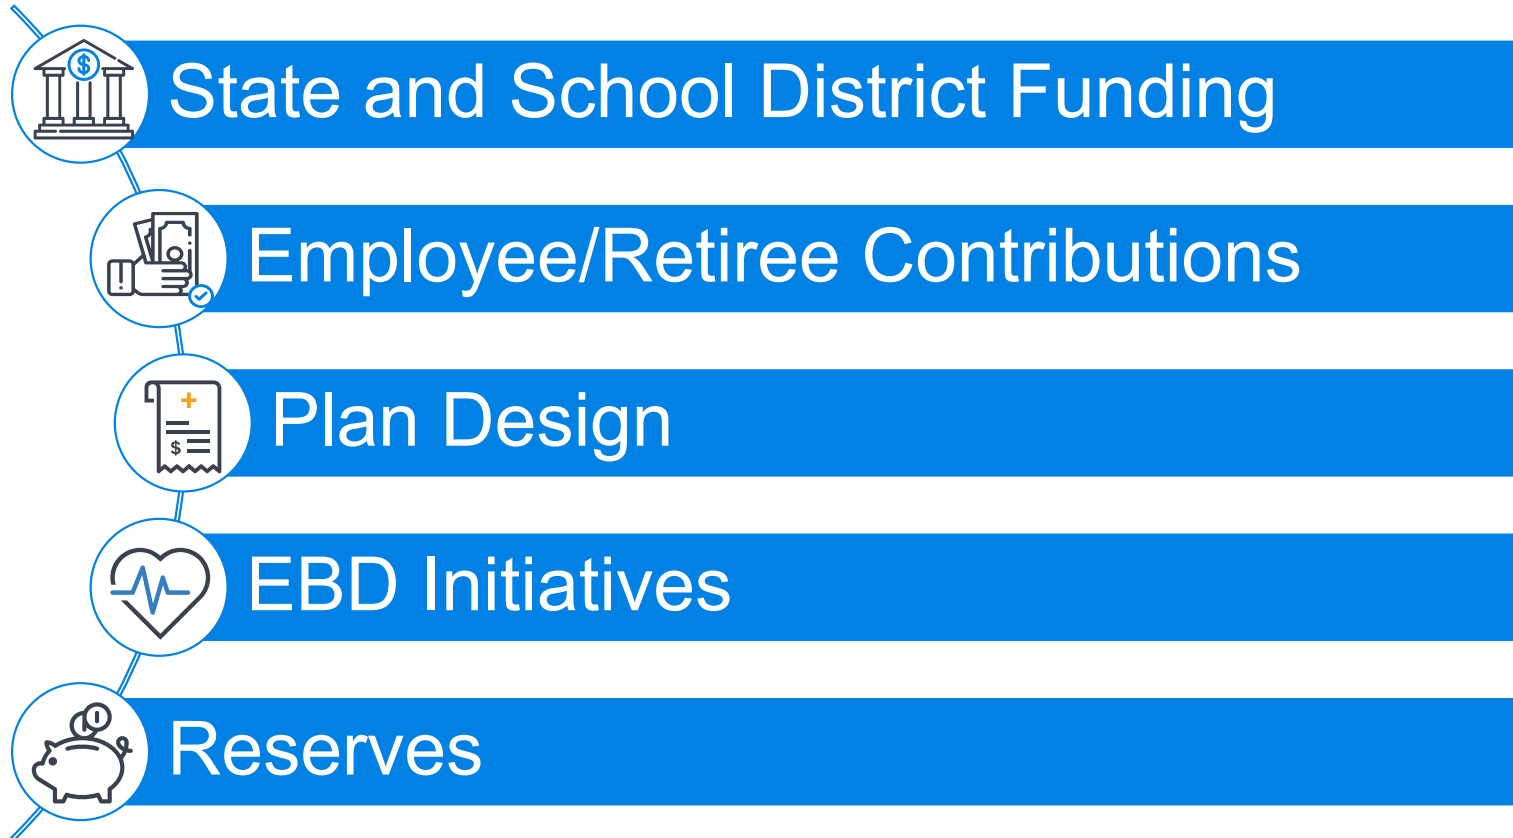 $
State and School District Funding
Employee/Retiree Contributions
$
Plan Design
EBD Initiatives
Reserves